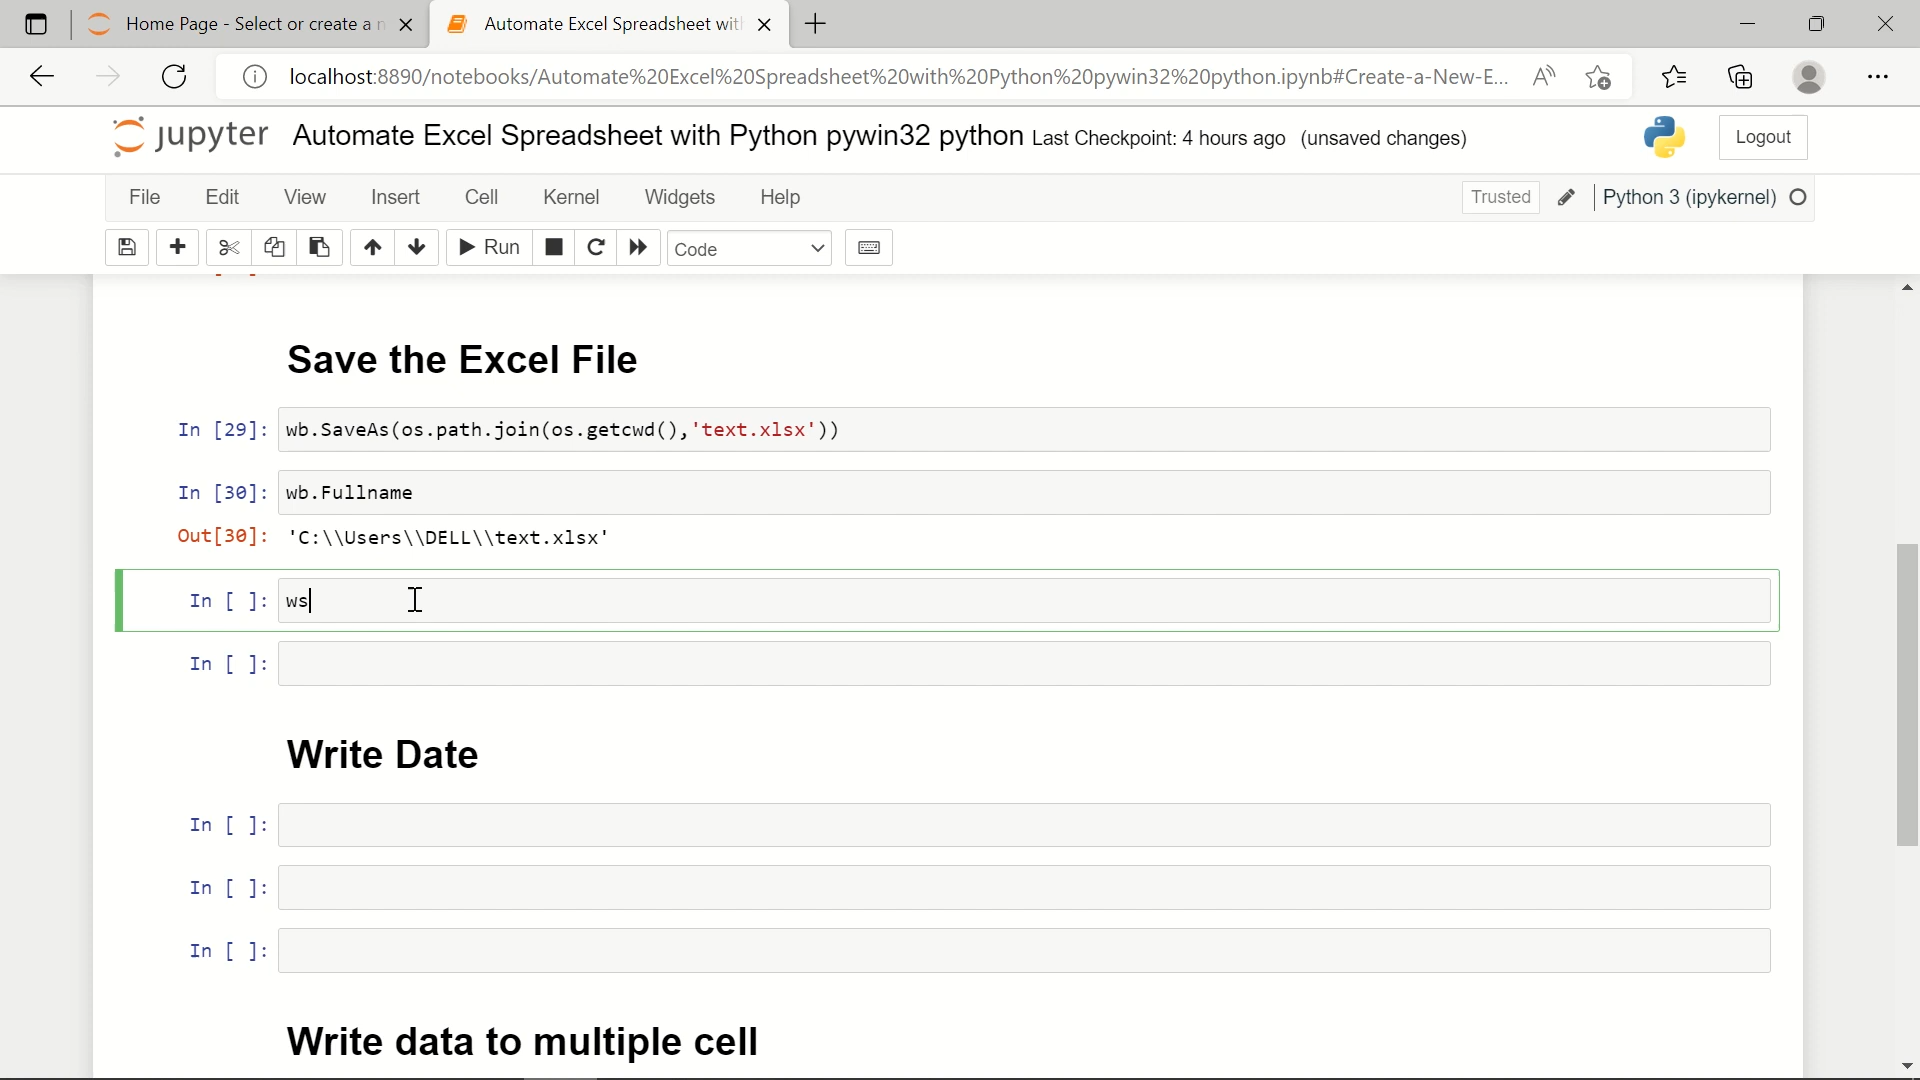 Home Page - Select or create a n
Automate Excel Spreadsheet wit
localhost:8890/notebooks/Automate%20Excel%20Spreadsheet%20with%20Python%20pywin32%20python.ipynb#Create-a-New-E...
jupyter Automate Excel Spreadsheet with Python pywin32 python Last Checkpoint: 4 hours ago (unsaved changes)
Logout
File Edit View Insert Cell Kernel Widgets Help
Trusted Python 3 (ipykernel)
Run Code
Save the Excel File
In [29]: wb.SaveAs(os.path.join(os.getcwd(),'text.xlsx'))
In [30]: wb.Fullname
Out[30]: 'C:\\Users\\DELL\\text.xlsx'
In [ ]: ws
In [ ]:
Write Date
In [ ]:
In [ ]:
In [ ]:
Write data to multiple cell